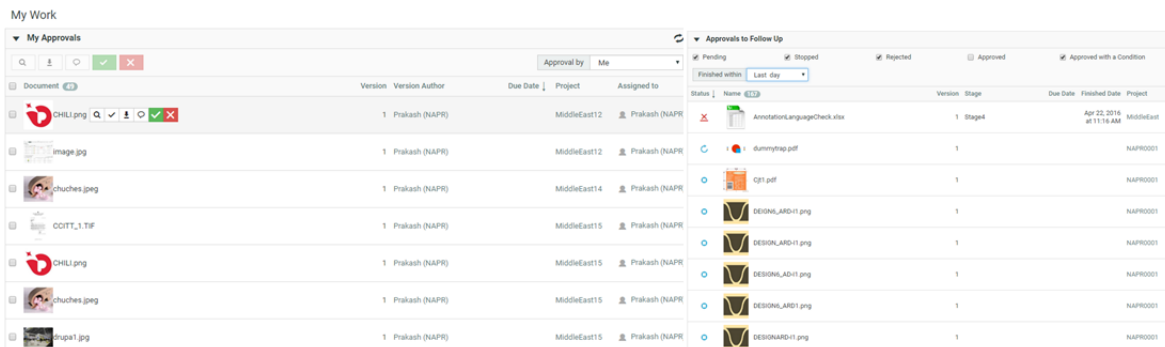 My Work
My Approvals
Approval by Me
Document 49 Version Version Author Due Date Project Assigned to
CHILI.png 1 Prakash (NAPR) MiddleEast12 Prakash (NAPR
image.jpg 1 Prakash (NAPR) MiddleEast12 Prakash (NAPR
chuches.jpeg 1 Prakash (NAPR) MiddleEast14 Prakash (NAPR
CCITT_1.TIF 1 Prakash (NAPR) MiddleEast15 Prakash (NAPR
CHILI.png 1 Prakash (NAPR) MiddleEast15 Prakash (NAPR
chuches.jpeg 1 Prakash (NAPR) MiddleEast15 Prakash (NAPR
drupa1.jpg 1 Prakash (NAPR) MiddleEast15 Prakash (NAPR
Approvals to Follow Up
Pending Stopped Rejected Approved Approved with a Condition
Finished within Last day
Status Name 167 Version Stage Due Date Finished Date Project
AnnotationLanguageCheck.xlsx 1 Stage4 Apr 22, 2016 at 11:16 AM MiddleEast
dummytrap.pdf 1 NAPR0001
Cjt1.pdf 1 NAPR0001
DEIGN6_ARD-I1.png 1 NAPR0001
DESIGN_ARD-I1.png 1 NAPR0001
DESIGN6_AD-I1.png 1 NAPR0001
DESIGN6_ARD1.png 1 NAPR0001
DESIGNARD-I1.png 1 NAPR0001